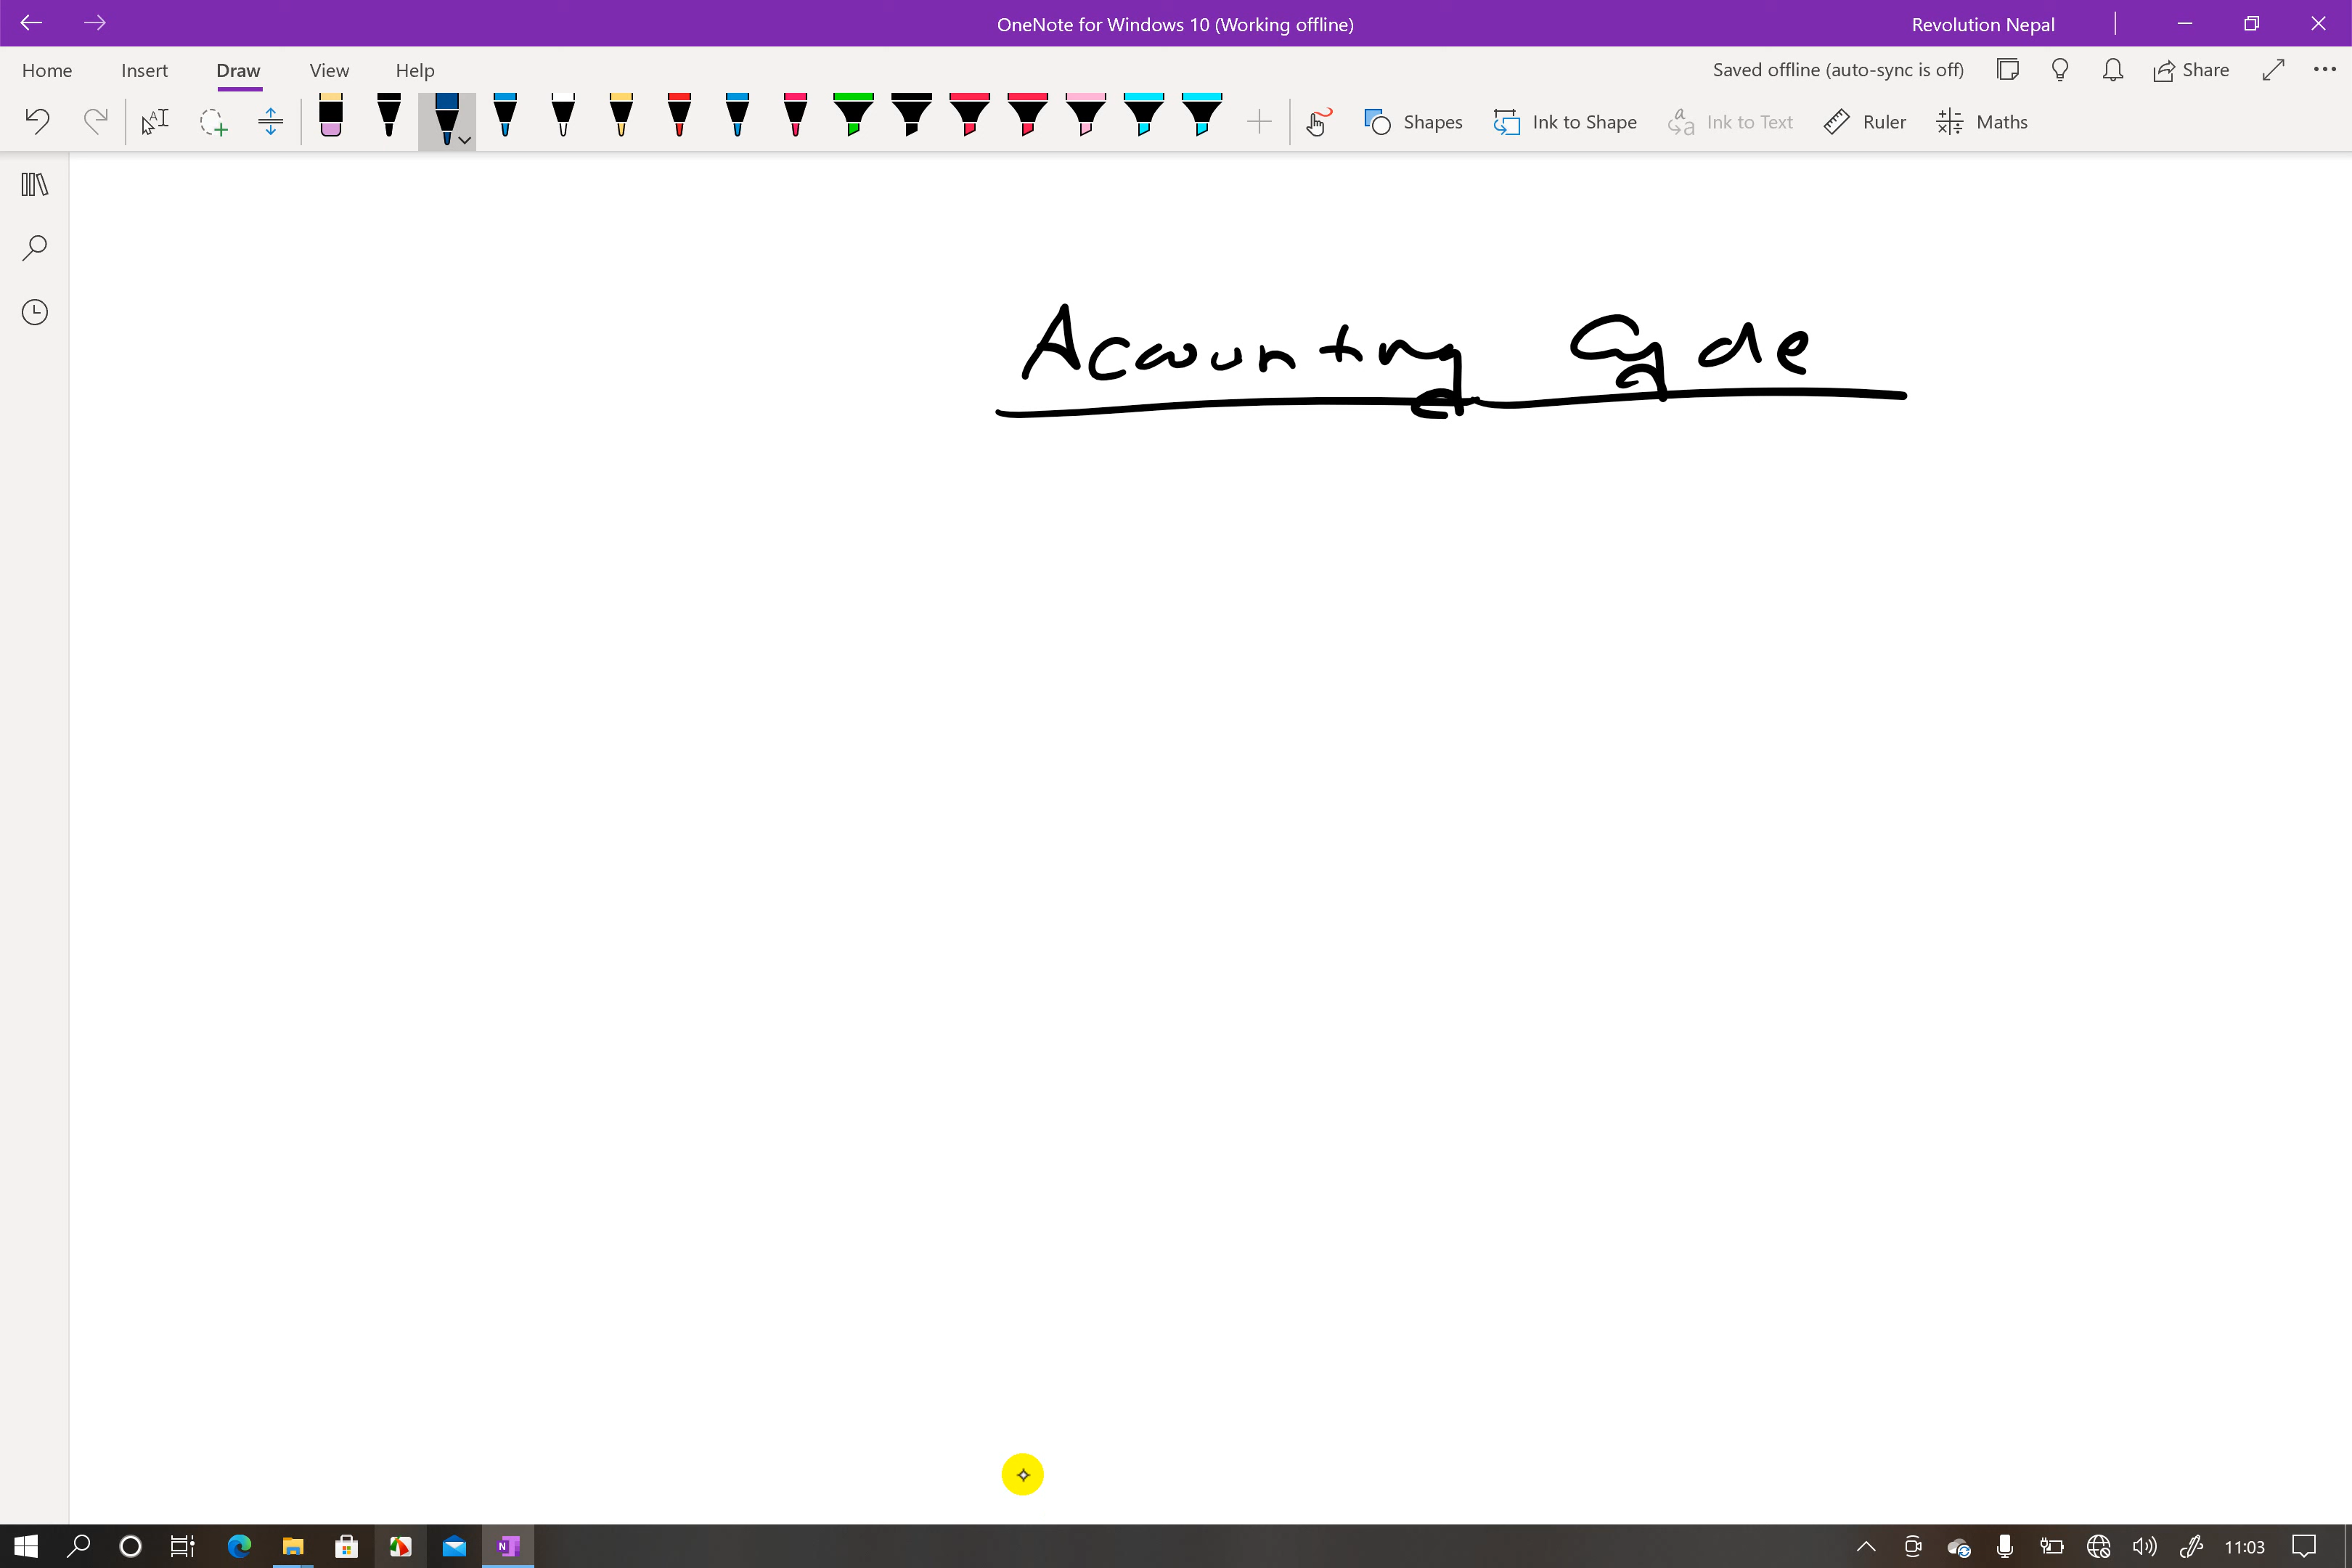 OneNote for Windows 10 (Working offline) Revolution Nepal
Home Insert Draw View Help Saved offline (auto-sync is off) Share
Shapes Ink to Shape Ink to Text Ruler Maths
Accounting Cycle
11:03